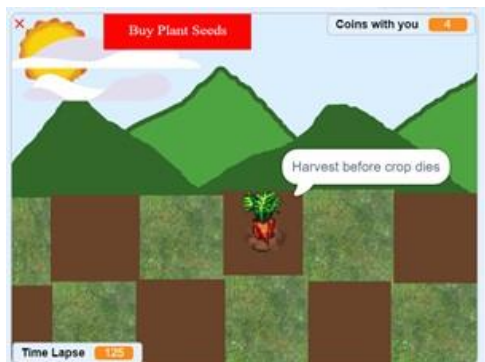 Buy Plant Seeds
Coins with you 4
Harvest before crop dies
Time Lapse 125